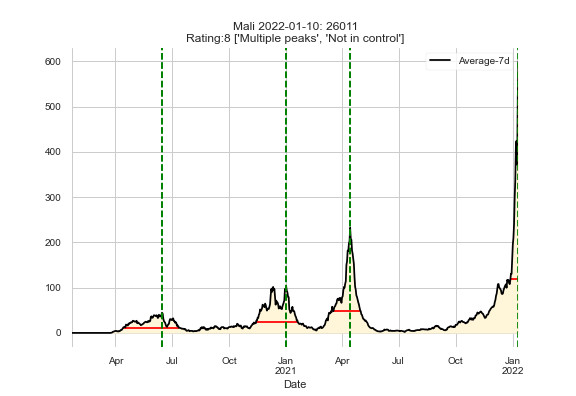 Mali 2022-01-10: 26011
Rating:8 ['Multiple peaks', 'Not in control']
Average-7d
600
500
400
300
200
100
0
Apr Jul Oct Jan Apr Jul Oct Jan
2021 2022
Date